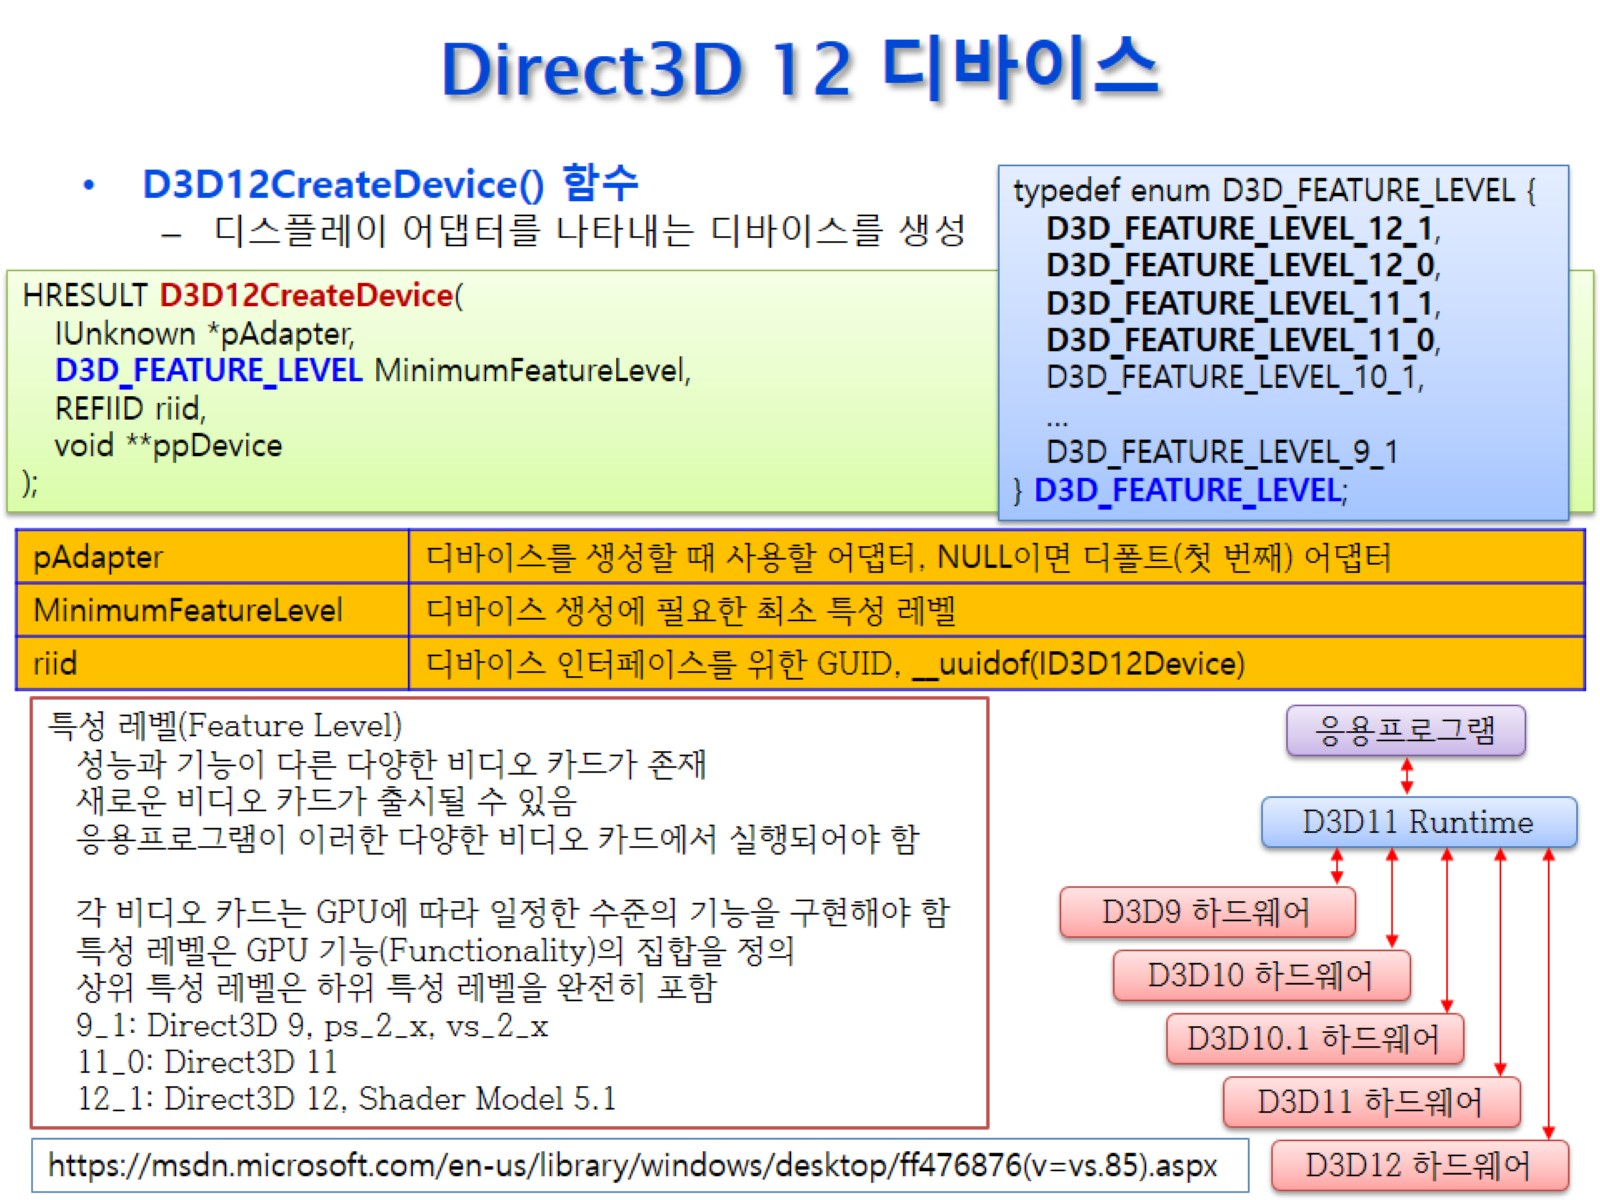 Direct3D 12 디바이스
• D3D12CreateDevice() 함수
– 디스플레이 어댑터를 나타내는 디바이스를 생성
HRESULT D3D12CreateDevice(
IUnknown *pAdapter,
D3D_FEATURE_LEVEL MinimumFeatureLevel,
REFIID riid,
void **ppDevice
);
typedef enum D3D_FEATURE_LEVEL {
D3D_FEATURE_LEVEL_12_1,
D3D_FEATURE_LEVEL_12_0,
D3D_FEATURE_LEVEL_11_1,
D3D_FEATURE_LEVEL_11_0,
D3D_FEATURE_LEVEL_10_1,
...
D3D_FEATURE_LEVEL_9_1
} D3D_FEATURE_LEVEL;
pAdapter 디바이스를 생성할 때 사용할 어댑터, NULL이면 디폴트(첫 번째) 어댑터
MinimumFeatureLevel 디바이스 생성에 필요한 최소 특성 레벨
riid 디바이스 인터페이스를 위한 GUID, __uuidof(ID3D12Device)
특성 레벨(Feature Level)
성능과 기능이 다른 다양한 비디오 카드가 존재
새로운 비디오 카드가 출시될 수 있음
응용프로그램이 이러한 다양한 비디오 카드에서 실행되어야 함
각 비디오 카드는 GPU에 따라 일정한 수준의 기능을 구현해야 함
특성 레벨은 GPU 기능(Functionality)의 집합을 정의
상위 특성 레벨은 하위 특성 레벨을 완전히 포함
9_1: Direct3D 9, ps_2_x, vs_2_x
11_0: Direct3D 11
12_1: Direct3D 12, Shader Model 5.1
응용프로그램
D3D11 Runtime
D3D9 하드웨어
D3D10 하드웨어
D3D10.1 하드웨어
D3D11 하드웨어
D3D12 하드웨어
https://msdn.microsoft.com/en-us/library/windows/desktop/ff476876(v=vs.85).aspx